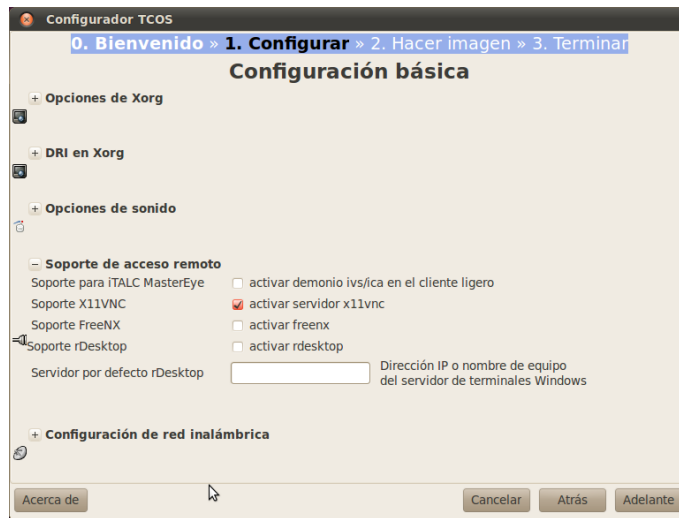 Configurador TCOS
0. Bienvenido » 1. Configurar » 2. Hacer imagen » 3. Terminar
Configuración básica
+ Opciones de Xorg
+ DRI en Xorg
+ Opciones de sonido
− Soporte de acceso remoto
Soporte para iTALC MasterEye activar demonio ivs/ica en el cliente ligero
Soporte X11VNC activar servidor x11vnc
Soporte FreeNX activar freenx
Soporte rDesktop activar rdesktop
Servidor por defecto rDesktop Dirección IP o nombre de equipo
del servidor de terminales Windows
+ Configuración de red inalámbrica
Acerca de Cancelar Atrás Adelante